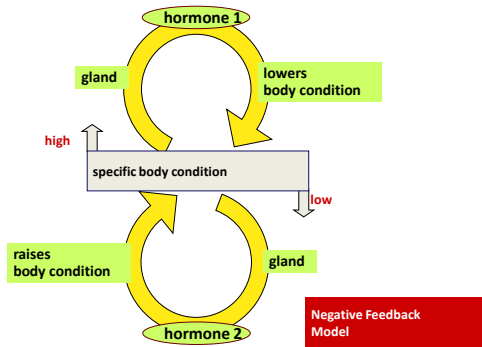 hormone 1
gland
lowers
body condition
high
specific body condition
low
raises
body condition
gland
Negative Feedback
Model
hormone 2